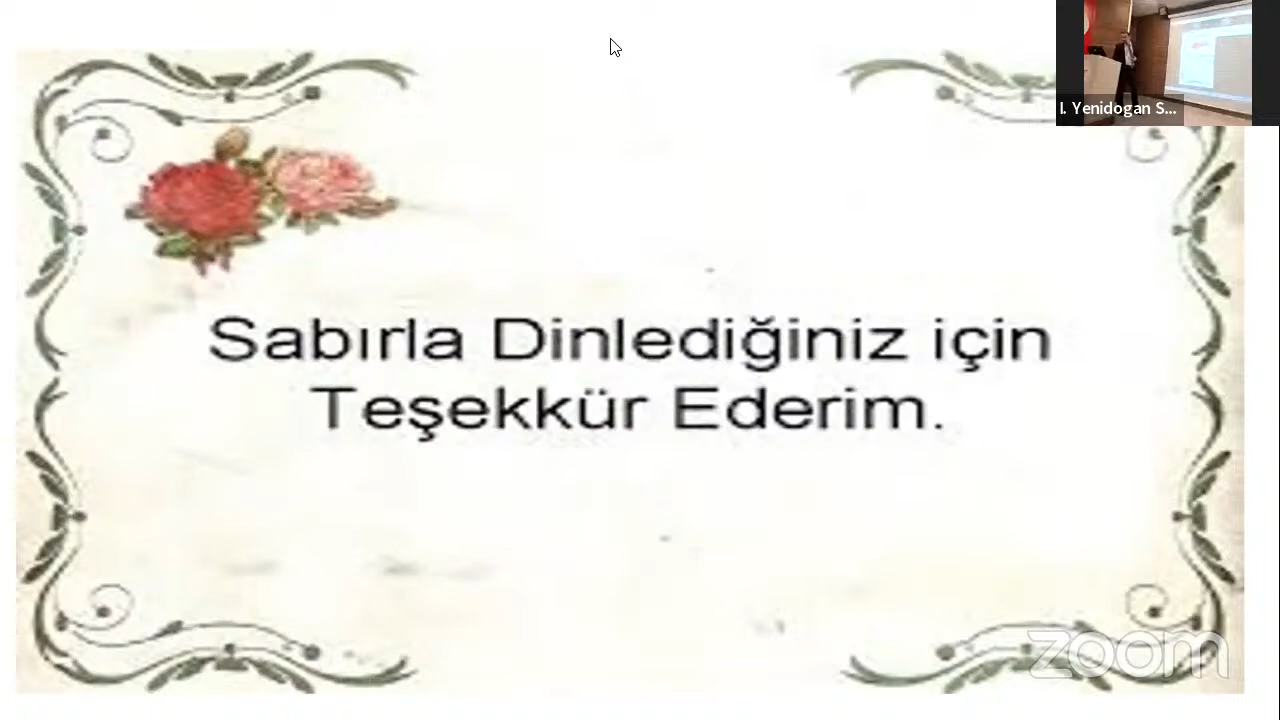 I. Yenidogan S...
Sabırla Dinlediğiniz için
Teşekkür Ederim.
zoom